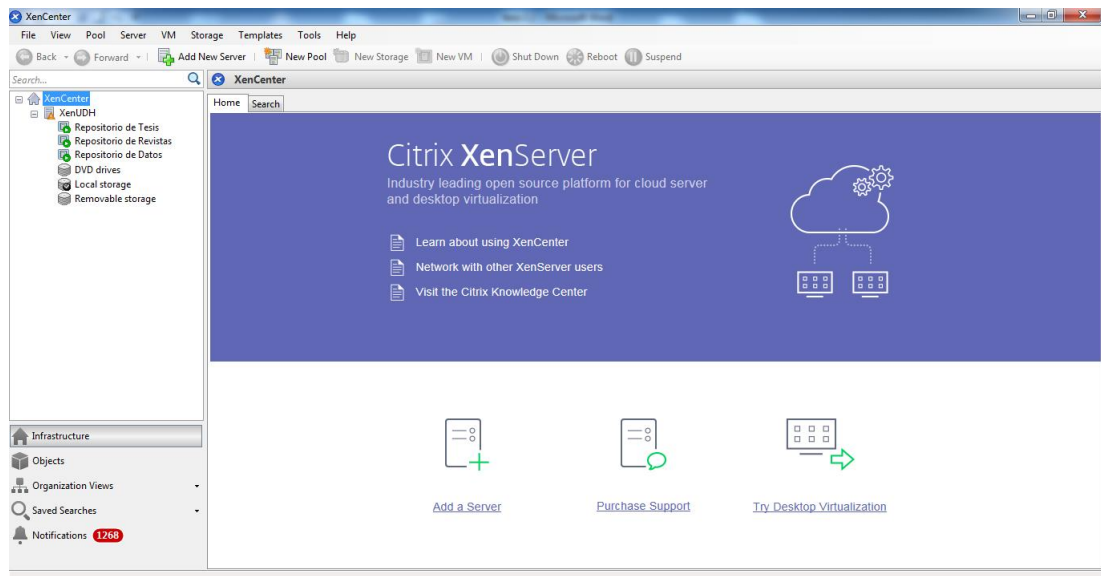 XenCenter
File View Pool Server VM Storage Templates Tools Help
Back Forward Add New Server New Pool New Storage New VM Shut Down Reboot Suspend
Search...
XenCenter
XenCenter
XenUDH
Repositorio de Tesis
Repositorio de Revistas
Repositorio de Datos
DVD drives
Local storage
Removable storage
Home Search
Citrix XenServer
Industry leading open source platform for cloud server
and desktop virtualization
Learn about using XenCenter
Network with other XenServer users
Visit the Citrix Knowledge Center
Infrastructure
Objects
Organization Views
Saved Searches
Notifications 1268
Add a Server
Purchase Support
Try Desktop Virtualization